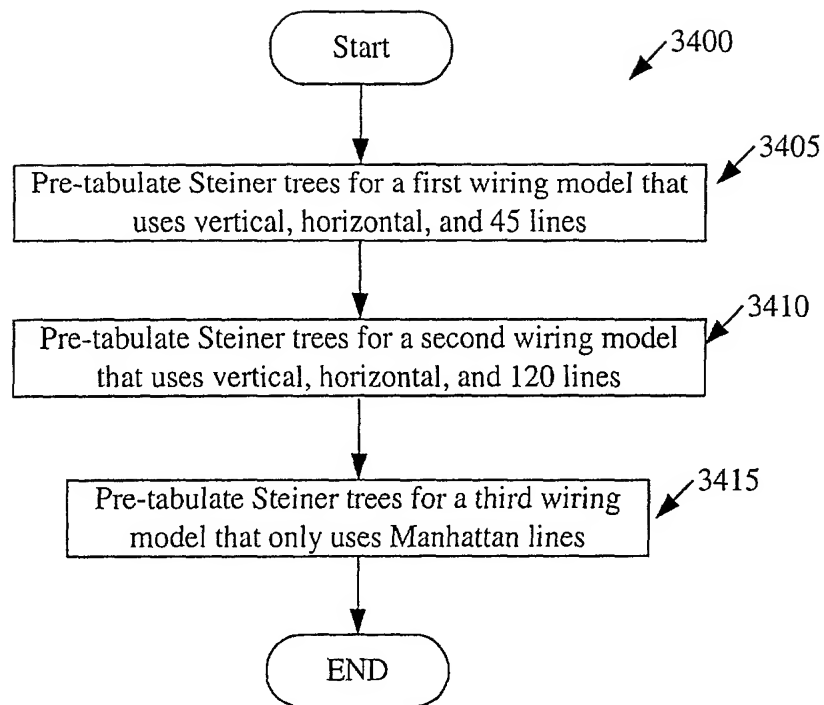 Start
3400
3405
Pre-tabulate Steiner trees for a first wiring model that
uses vertical, horizontal, and 45 lines
3410
Pre-tabulate Steiner trees for a second wiring model
that uses vertical, horizontal, and 120 lines
3415
Pre-tabulate Steiner trees for a third wiring
model that only uses Manhattan lines
END